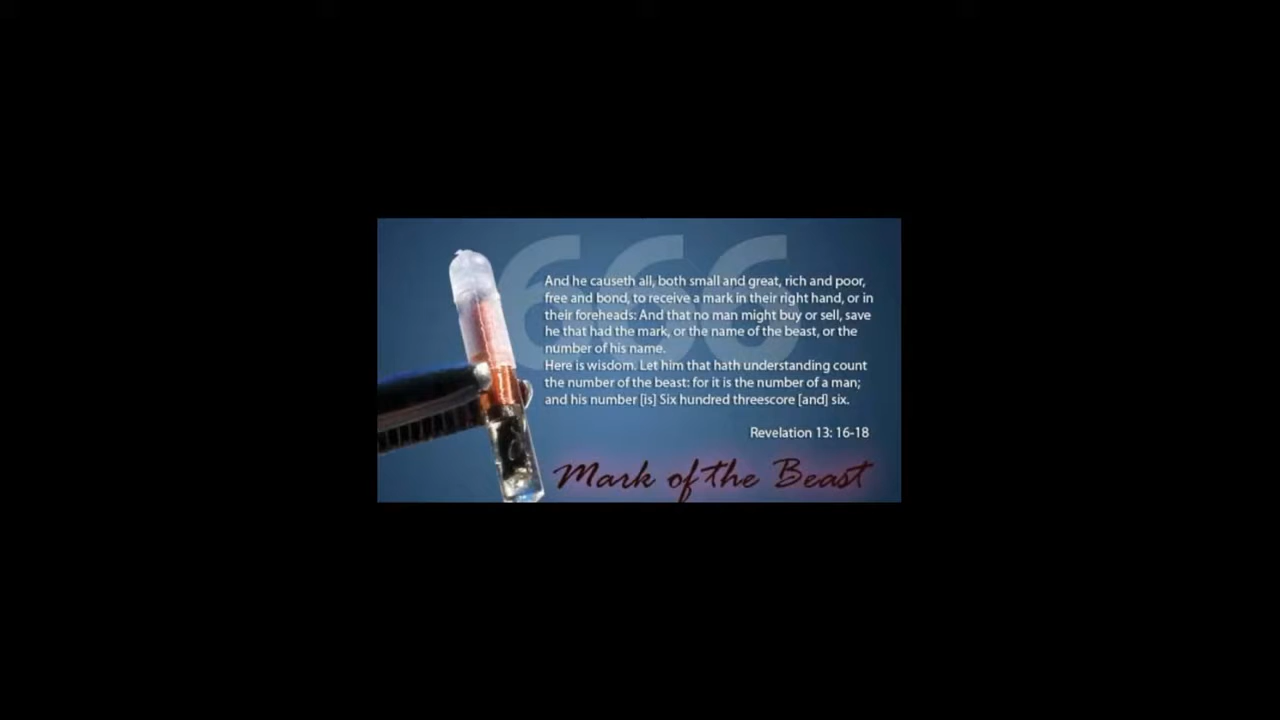 666
And he causeth all, both small and great, rich and poor,
free and bond, to receive a mark in their right hand, or in
their foreheads: And that no man might buy or sell, save
he that had the mark, or the name of the beast, or the
number of his name.
Here is wisdom. Let him that hath understanding count
the number of the beast: for it is the number of a man;
and his number [is] Six hundred threescore [and] six.
Revelation 13: 16-18
Mark of the Beast